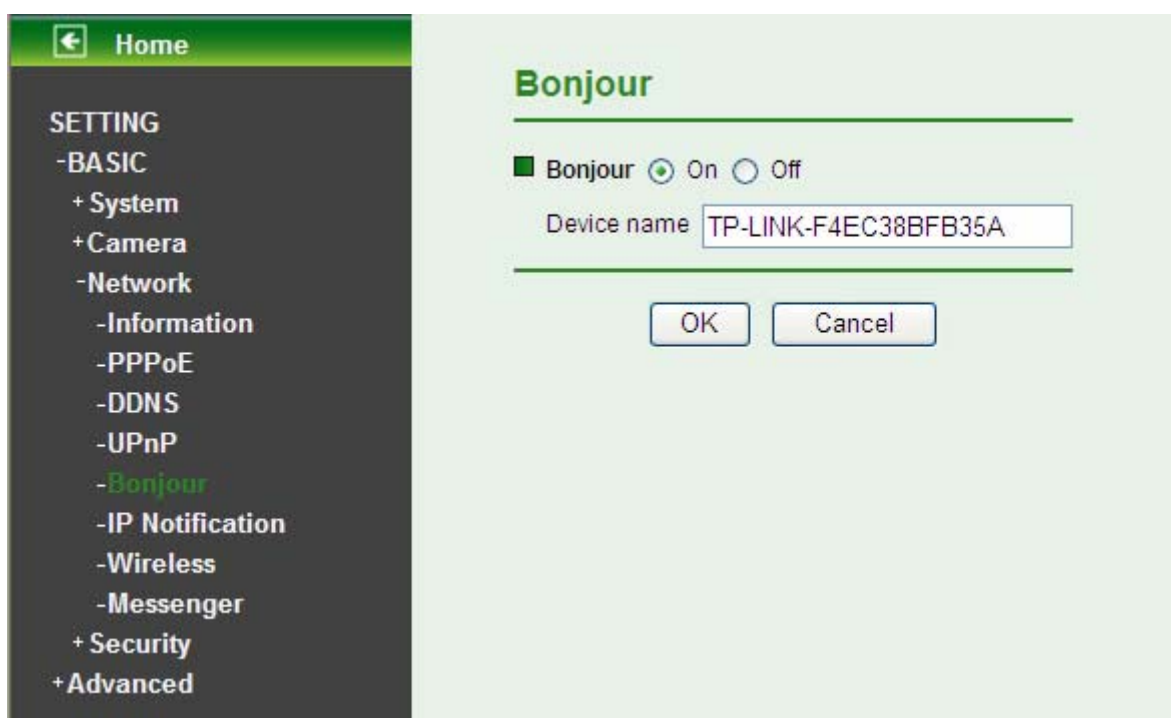 Home
SETTING
-BASIC
+ System
+Camera
-Network
-Information
-PPPoE
-DDNS
-UPnP
-Bonjour
-IP Notification
-Wireless
-Messenger
+ Security
+Advanced
Bonjour
Bonjour On Off
Device name TP-LINK-F4EC38BFB35A
OK Cancel